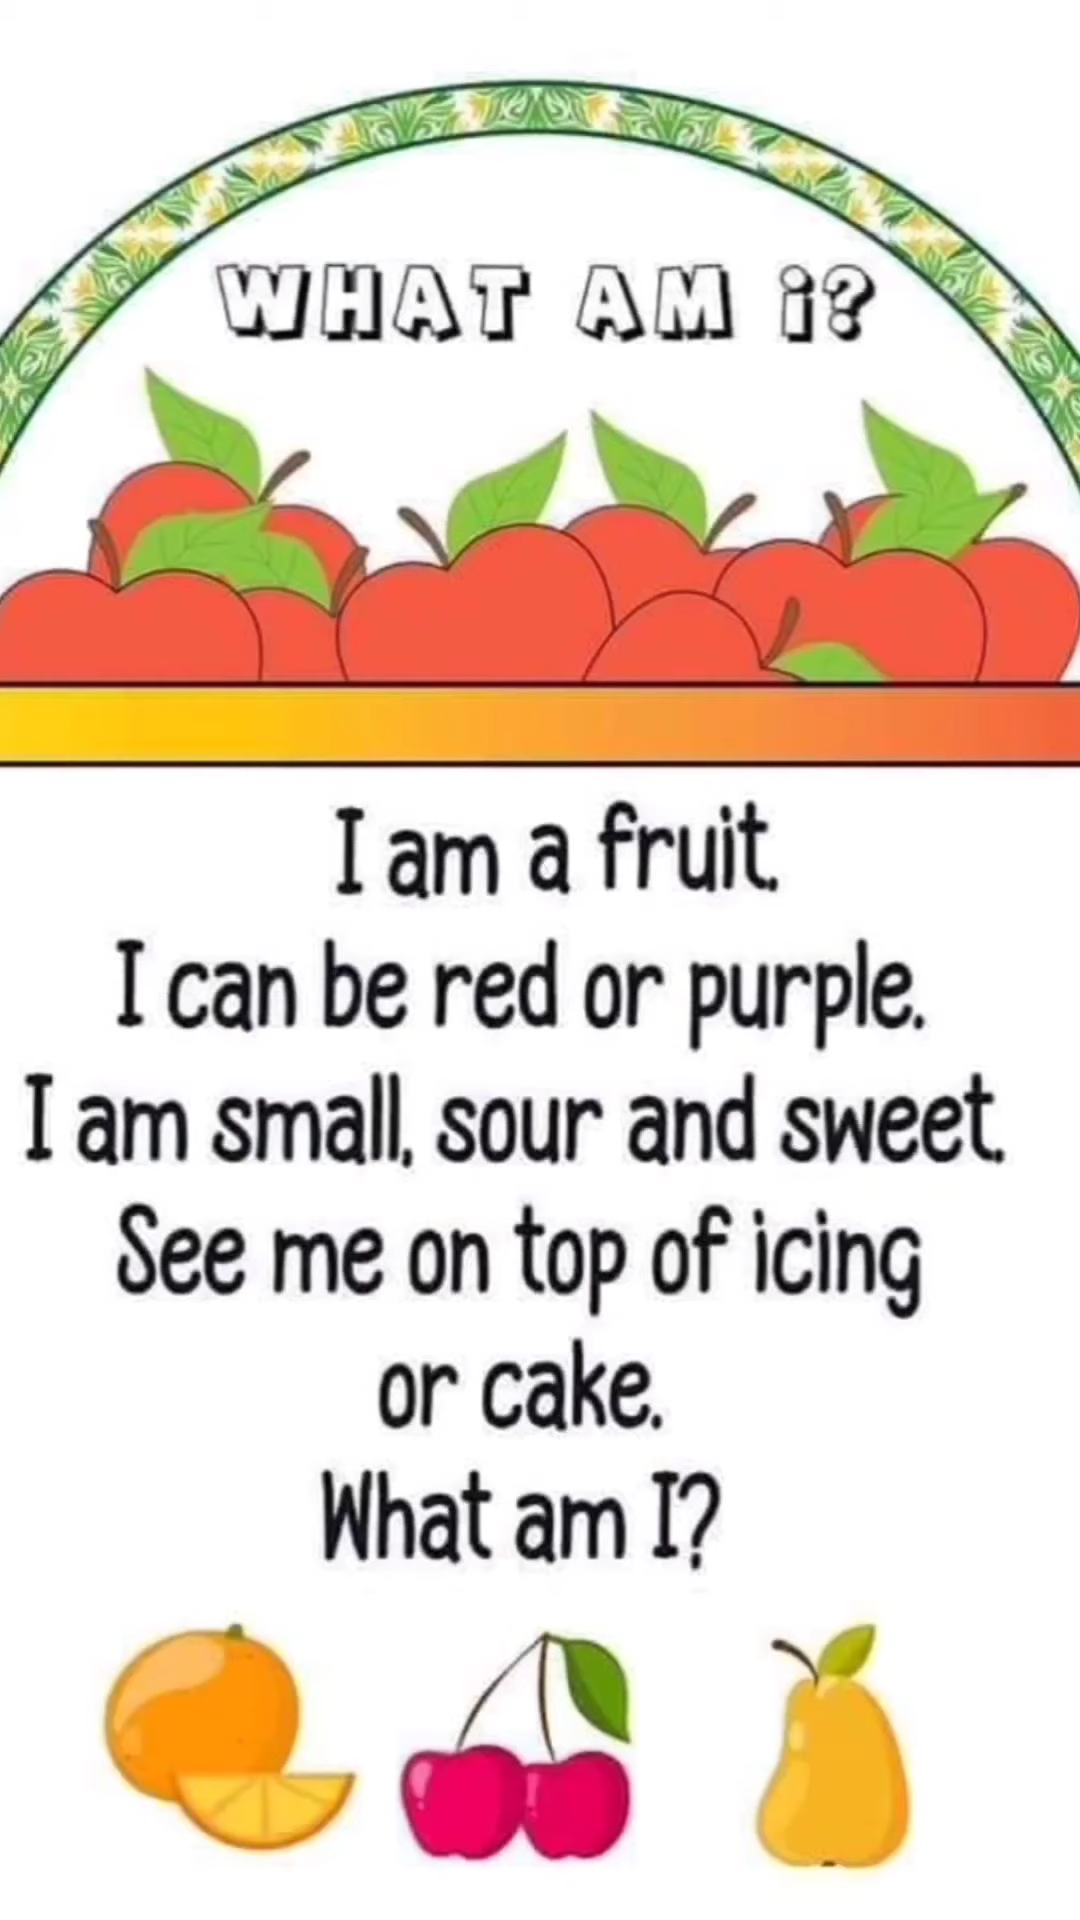 WHAT AM i?
I am a fruit.
I can be red or purple.
I am small, sour and sweet.
See me on top of icing
or cake.
What am I?